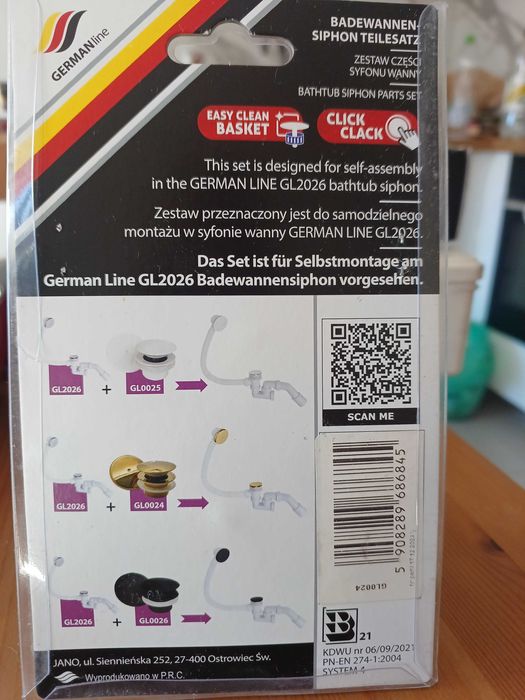 GERMANline
BADEWANNEN-
SIPHON TEILESATZ
ZESTAW CZĘŚCI
SYFONU WANNY
BATHTUB SIPHON PARTS SET
EASY CLEAN
BASKET
CLICK
CLACK
This set is designed for self-assembly
in the GERMAN LINE GL2026 bathtub siphon.
Zestaw przeznaczony jest do samodzielnego
montażu w syfonie wanny GERMAN LINE GL2026.
Das Set ist für Selbstmontage am
German Line GL2026 Badewannensiphon vorgesehen.
GL2026 + GL0025
GL2026 + GL0024
GL2026 + GL0026
SCAN ME
5 908289 686845
GL0024
B 21
KDWU nr 06/09/2021
PN-EN 274-1:2004
SYSTEM 4
JANO, ul. Siennieńska 252, 27-400 Ostrowiec Św.
Wyprodukowano w P.R.C.